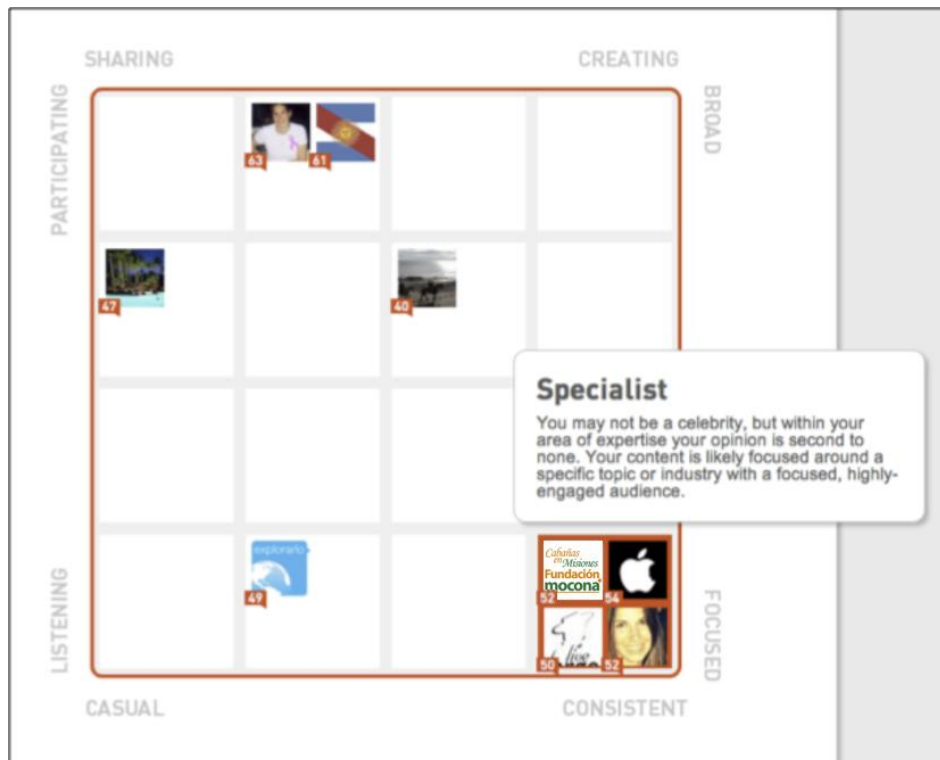 SHARING
CREATING
PARTICIPATING
BROAD
63
61
47
40
Specialist
You may not be a celebrity, but within your
area of expertise your opinion is second to
none. Your content is likely focused around a
specific topic or industry with a focused, highly-
engaged audience.
LISTENING
explorarlo
49
Cabañas
en Misiones
Fundación
mocona
52
54
live
50
52
FOCUSED
CASUAL
CONSISTENT